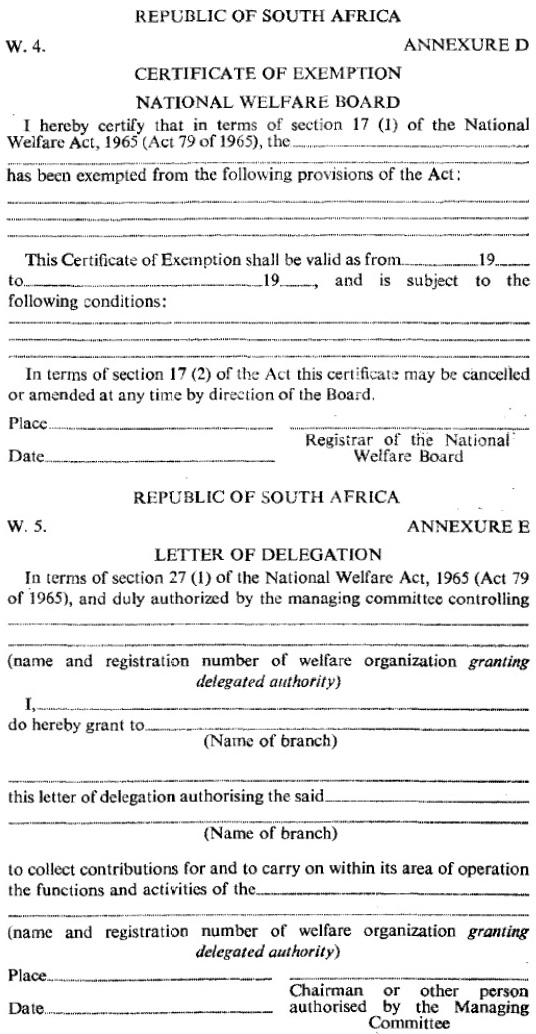 REPUBLIC OF SOUTH AFRICA
W. 4. ANNEXURE D
CERTIFICATE OF EXEMPTION
NATIONAL WELFARE BOARD
I hereby certify that in terms of section 17 (1) of the National
Welfare Act, 1965 (Act 79 of 1965), the
has been exempted from the following provisions of the Act:
This Certificate of Exemption shall be valid as from 19
to 19 , and is subject to the
following conditions:
In terms of section 17 (2) of the Act this certificate may be cancelled
or amended at any time by direction of the Board.
Place
Registrar of the National
Date Welfare Board
REPUBLIC OF SOUTH AFRICA
W. 5. ANNEXURE E
LETTER OF DELEGATION
In terms of section 27 (1) of the National Welfare Act, 1965 (Act 79
of 1965), and duly authorized by the managing committee controlling
(name and registration number of welfare organization granting
delegated authority)
I,
do hereby grant to
(Name of branch)
this letter of delegation authorising the said
(Name of branch)
to collect contributions for and to carry on within its area of operation
the functions and activities of the
(name and registration number of welfare organization granting
delegated authority)
Place
Chairman or other person
Date authorised by the Managing
Committee